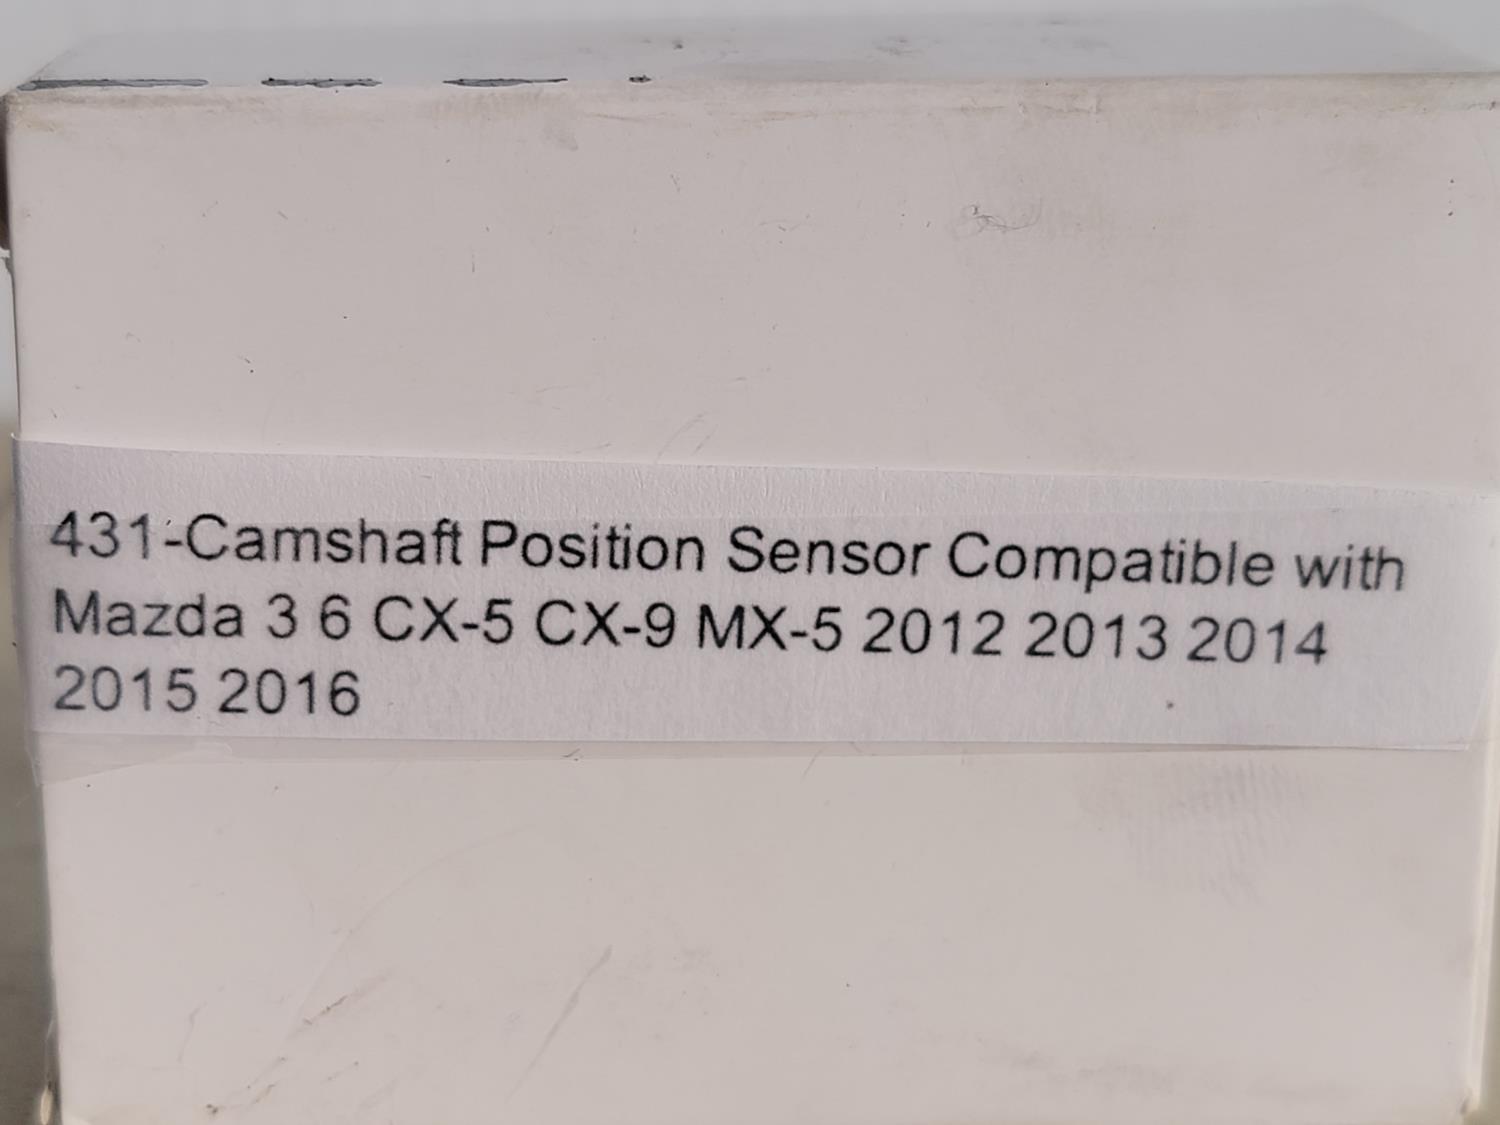 431-Camshaft Position Sensor Compatible with
Mazda 3 6 CX-5 CX-9 MX-5 2012 2013 2014
2015 2016